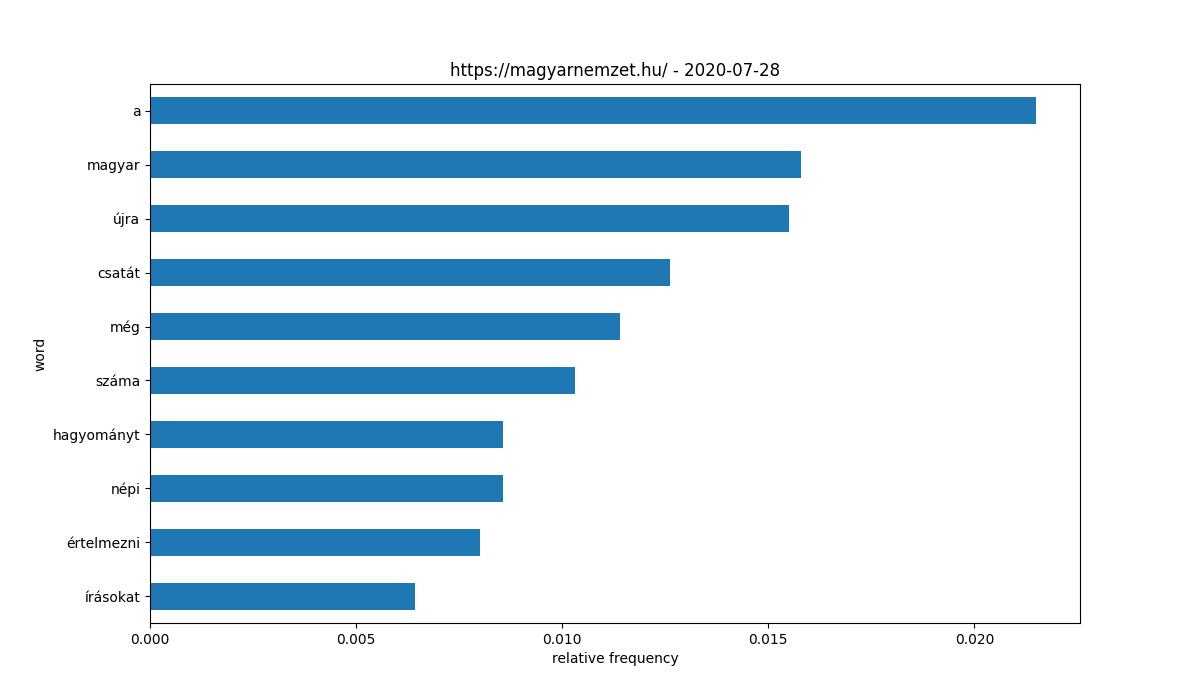 https://magyarnemzet.hu/ - 2020-07-28
a
magyar
újra
csatát
még
száma
hagyományt
népi
értelmezni
írásokat
word
0.000 0.005 0.010 0.015 0.020
relative frequency